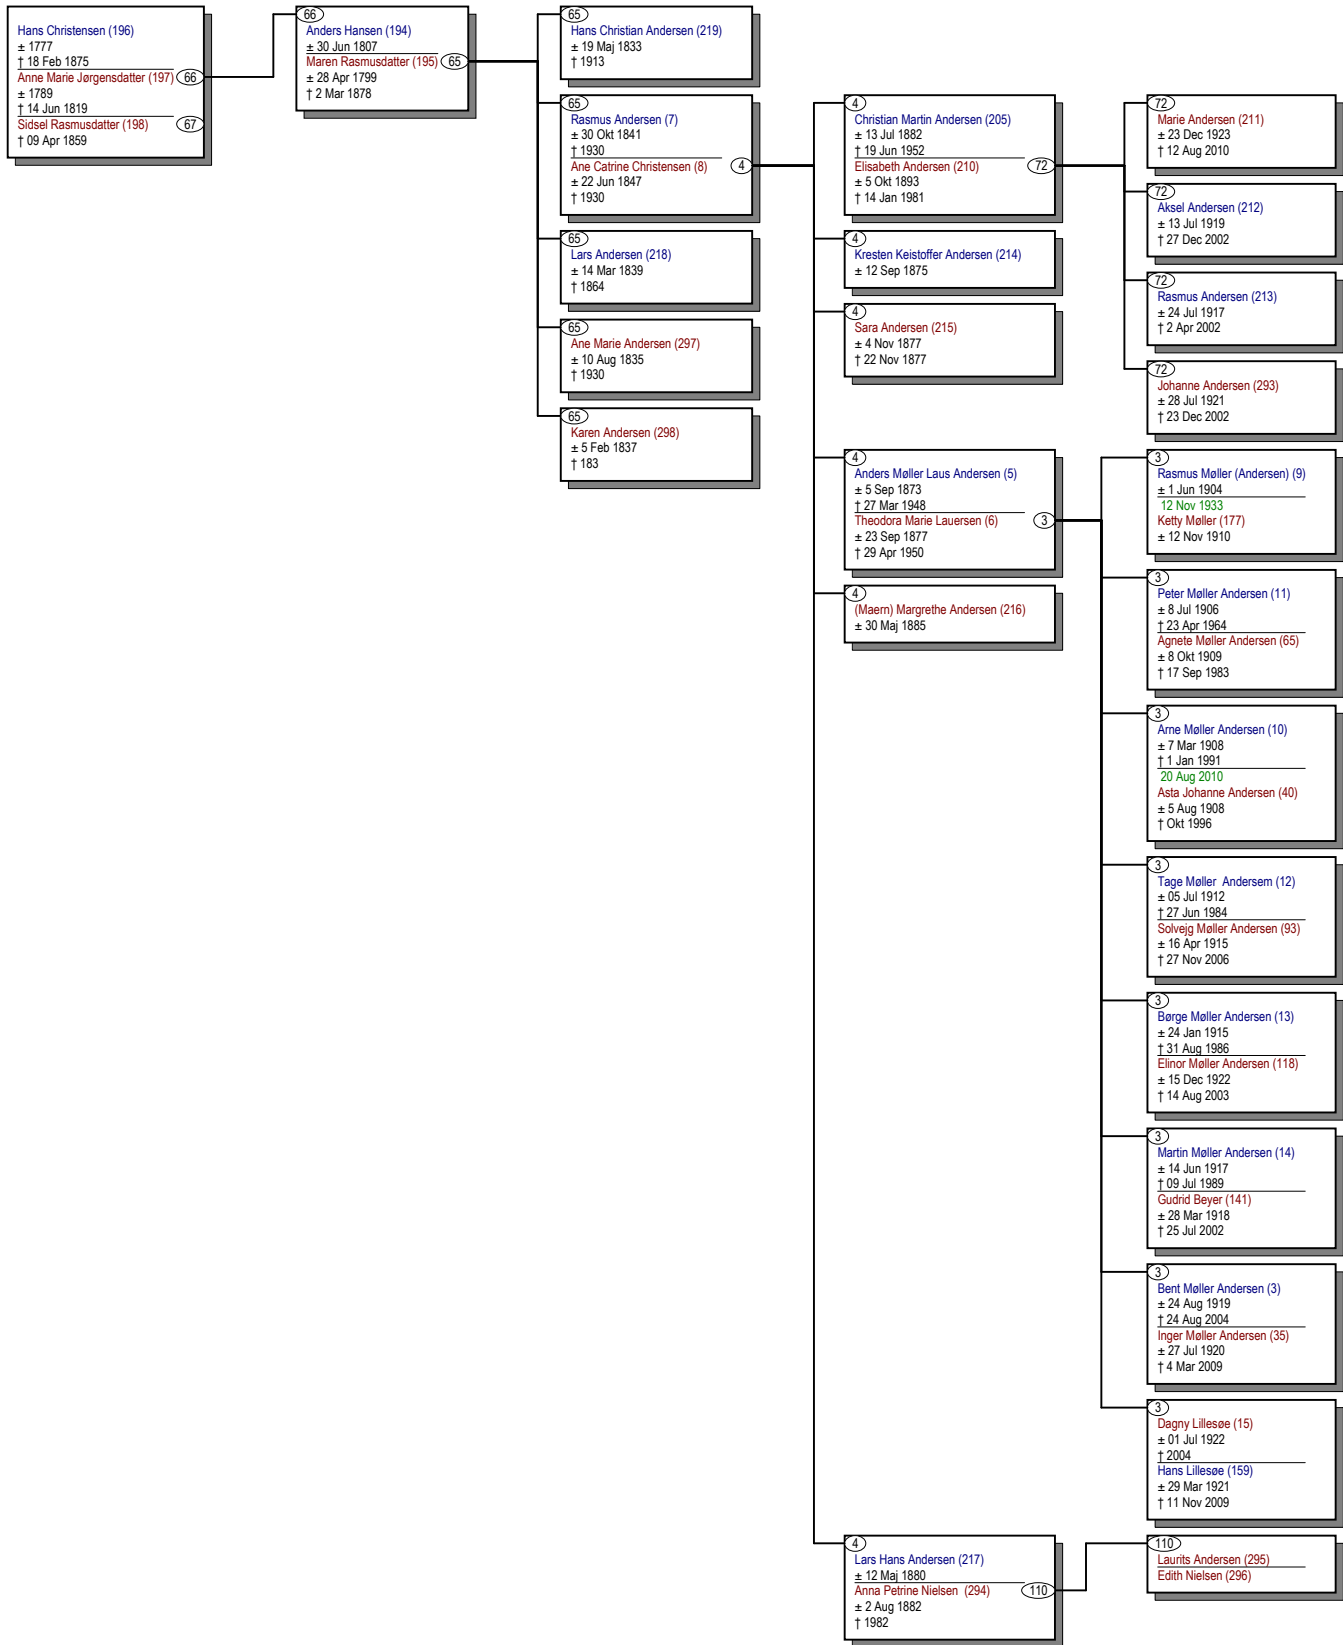 Hans Christensen (196)
± 1777
† 18 Feb 1875
Anne Marie Jørgensdatter (197) 66
± 1789
† 14 Jun 1819
Sidsel Rasmusdatter (198) 67
† 09 Apr 1859
66
Anders Hansen (194)
± 30 Jun 1807
Maren Rasmusdatter (195) 65
± 28 Apr 1799
† 2 Mar 1878
65
Hans Christian Andersen (219)
± 19 Maj 1833
† 1913
65
Rasmus Andersen (7)
± 30 Okt 1841
† 1930
Ane Catrine Christensen (8) 4
± 22 Jun 1847
† 1930
65
Lars Andersen (218)
± 14 Mar 1839
† 1864
65
Ane Marie Andersen (297)
± 10 Aug 1835
† 1930
65
Karen Andersen (298)
± 5 Feb 1837
† 183
4
Christian Martin Andersen (205)
± 13 Jul 1882
† 19 Jun 1952
Elisabeth Andersen (210) 72
± 5 Okt 1893
† 14 Jan 1981
4
Kresten Keistoffer Andersen (214)
± 12 Sep 1875
4
Sara Andersen (215)
± 4 Nov 1877
† 22 Nov 1877
4
Anders Møller Laus Andersen (5)
± 5 Sep 1873
† 27 Mar 1948
Theodora Marie Lauersen (6) 3
± 23 Sep 1877
† 29 Apr 1950
4
(Maern) Margrethe Andersen (216)
± 30 Maj 1885
4
Lars Hans Andersen (217)
± 12 Maj 1880
Anna Petrine Nielsen (294) 110
± 2 Aug 1882
† 1982
72
Marie Andersen (211)
± 23 Dec 1923
† 12 Aug 2010
72
Aksel Andersen (212)
± 13 Jul 1919
† 27 Dec 2002
72
Rasmus Andersen (213)
± 24 Jul 1917
† 2 Apr 2002
72
Johanne Andersen (293)
± 28 Jul 1921
† 23 Dec 2002
3
Rasmus Møller (Andersen) (9)
± 1 Jun 1904
12 Nov 1933
Ketty Møller (177)
± 12 Nov 1910
3
Peter Møller Andersen (11)
± 8 Jul 1906
† 23 Apr 1964
Agnete Møller Andersen (65)
± 8 Okt 1909
† 17 Sep 1983
3
Arne Møller Andersen (10)
± 7 Mar 1908
† 1 Jan 1991
20 Aug 2010
Asta Johanne Andersen (40)
± 5 Aug 1908
† Okt 1996
3
Tage Møller Andersem (12)
± 05 Jul 1912
† 27 Jun 1984
Solvejg Møller Andersen (93)
± 16 Apr 1915
† 27 Nov 2006
3
Børge Møller Andersen (13)
± 24 Jan 1915
† 31 Aug 1986
Elinor Møller Andersen (118)
± 15 Dec 1922
† 14 Aug 2003
3
Martin Møller Andersen (14)
± 14 Jun 1917
† 09 Jul 1989
Gudrid Beyer (141)
± 28 Mar 1918
† 25 Jul 2002
3
Bent Møller Andersen (3)
± 24 Aug 1919
† 24 Aug 2004
Inger Møller Andersen (35)
± 27 Jul 1920
† 4 Mar 2009
3
Dagny Lillesøe (15)
± 01 Jul 1922
† 2004
Hans Lillesøe (159)
± 29 Mar 1921
† 11 Nov 2009
110
Laurits Andersen (295)
Edith Nielsen (296)